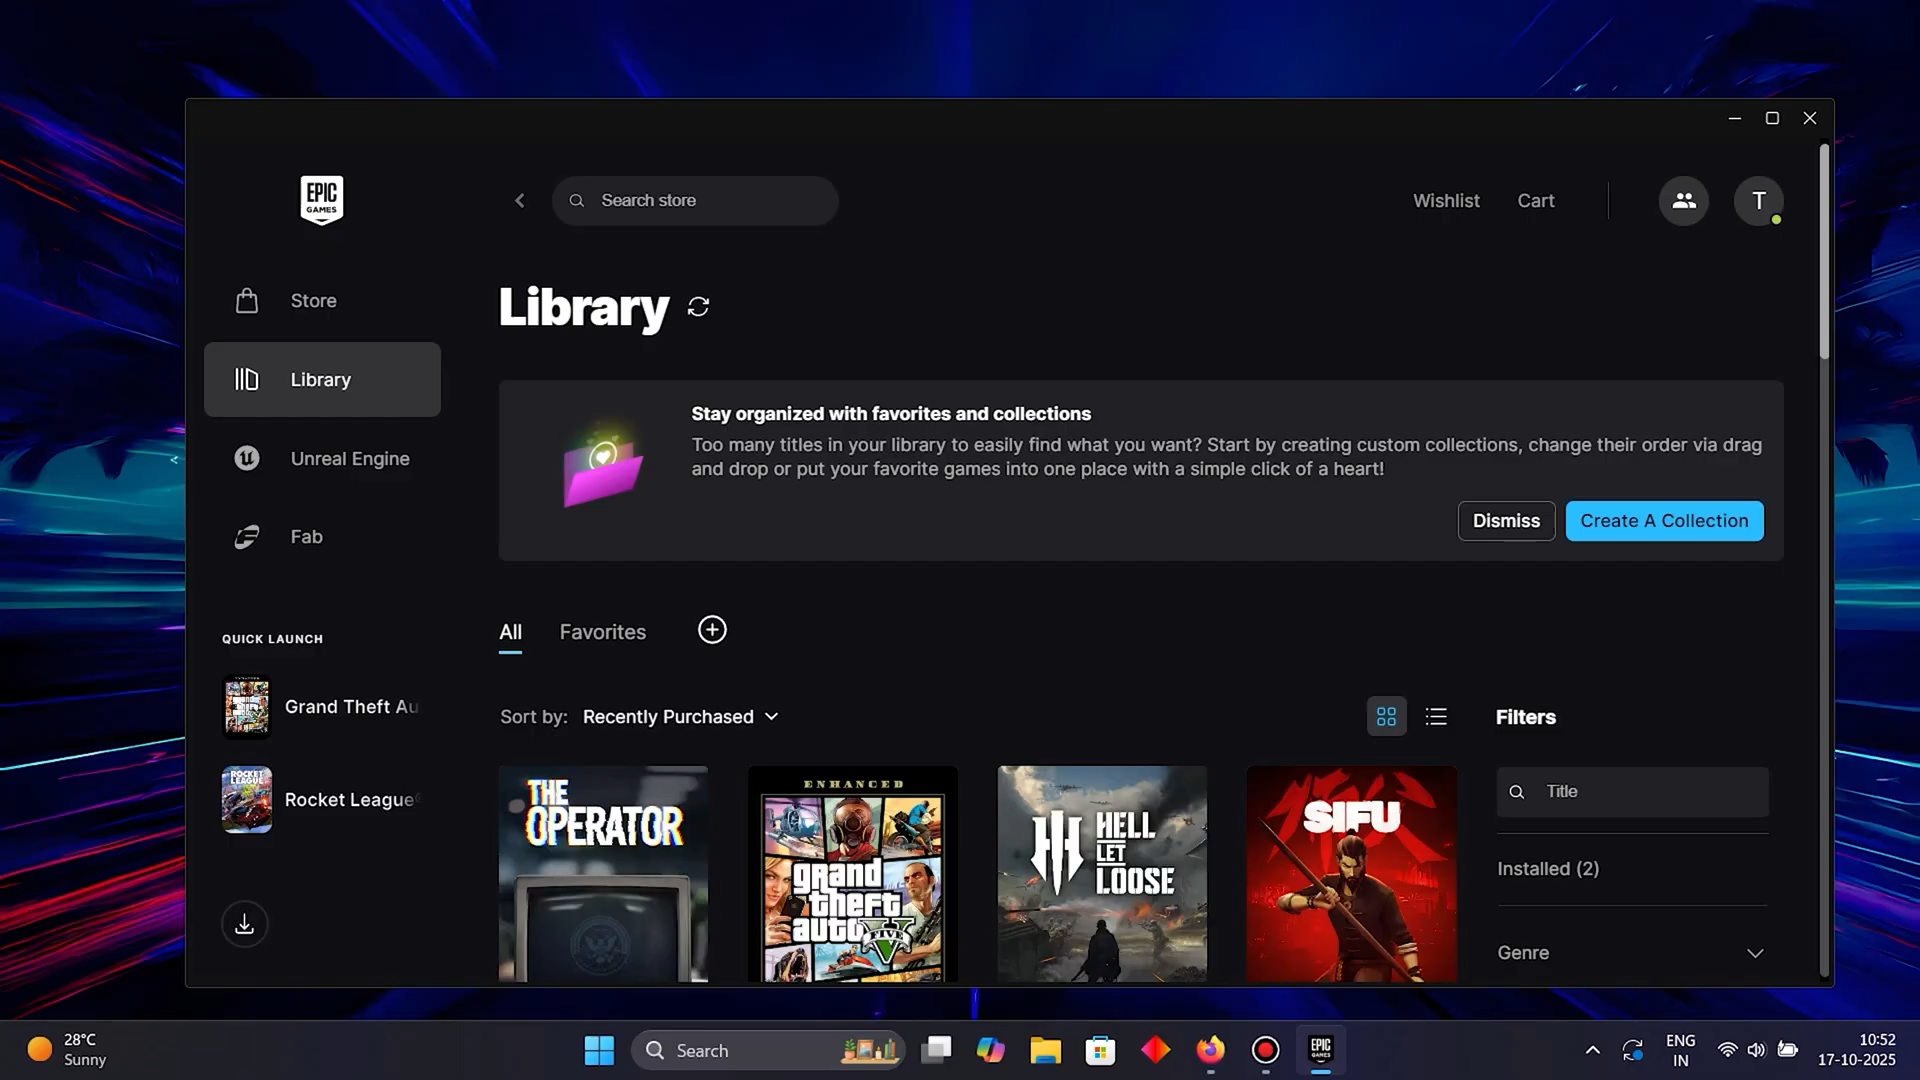 EPIC
GAMES
Search store
Wishlist
Cart
T
Store
Library
Unreal Engine
Fab
QUICK LAUNCH
Grand Theft Au
Rocket League
Library
Stay organized with favorites and collections
Too many titles in your library to easily find what you want? Start by creating custom collections, change their order via drag
and drop or put your favorite games into one place with a simple click of a heart!
Dismiss
Create A Collection
All
Favorites
Sort by: Recently Purchased
Filters
Title
Installed (2)
Genre
ROCKET
LEAGUE
THE
OPERATOR
ENHANCED
grand
theft
auto
FIVE
V
HELL
LET
LOOSE
SIFU
28°C
Sunny
Search
EPIC
GAMES
ENG
IN
10:52
17-10-2025